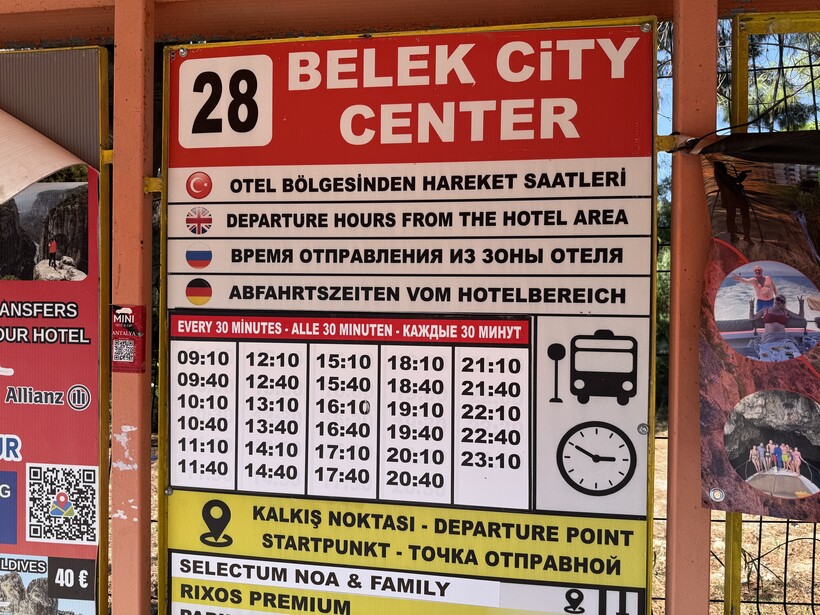 28
BELEK CiTY
CENTER
OTEL BÖLGESİNDEN HAREKET SAATLERİ
DEPARTURE HOURS FROM THE HOTEL AREA
ВРЕМЯ ОТПРАВЛЕНИЯ ИЗ ЗОНЫ ОТЕЛЯ
ABFAHRTSZEITEN VOM HOTELBEREICH
EVERY 30 MİNUTES - ALLE 30 MINUTEN - КАЖДЫЕ 30 МИНУТ
09:10 12:10 15:10 18:10 21:10
09:40 12:40 15:40 18:40 21:40
10:10 13:10 16:10 19:10 22:10
10:40 13:40 16:40 19:40 22:40
11:10 14:10 17:10 20:10 23:10
11:40 14:40 17:40 20:40
KALKIŞ NOKTASI - DEPARTURE POINT
STARTPUNKT - ТОЧКА ОТПРАВНОЙ
SELECTUM NOA & FAMILY
RIXOS PREMIUM
ANSFERS
OUR HOTEL
Allianz
UR
G
LDIVES
40 €
MINI
ANTALYA